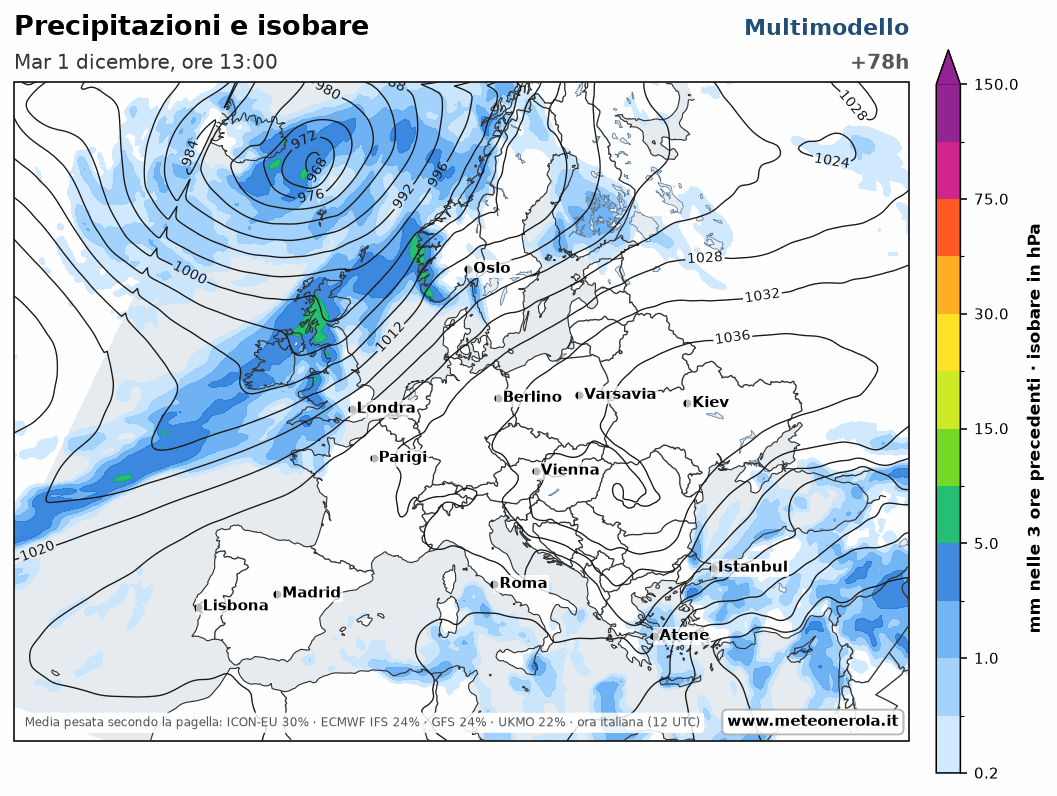 Precipitazioni e isobare
Multimodello
Mar 1 dicembre, ore 13:00
+78h
980
984
972
968
976
992
996
1000
1012
1020
1028
1024
1028
1032
1036
Oslo
Londra
Berlino
Varsavia
Kiev
Parigi
Vienna
Istanbul
Roma
Madrid
Lisbona
Atene
Media pesata secondo la pagella: ICON-EU 30% · ECMWF IFS 24% · GFS 24% · UKMO 22% · ora italiana (12 UTC)
www.meteonerola.it
150.0
75.0
30.0
15.0
5.0
1.0
0.2
mm nelle 3 ore precedenti · isobare in hPa